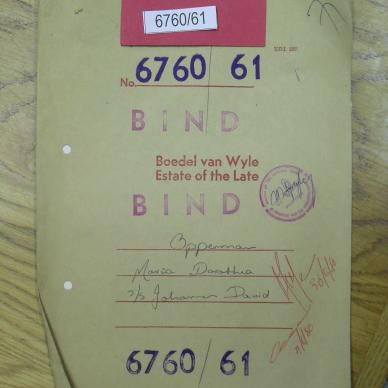 6760/61
No. 6760/61
BIND
Boedel van Wyle
Estate of the Late
BIND
Opperman
Maria Dorothea
s/s Johannes David
6760/61